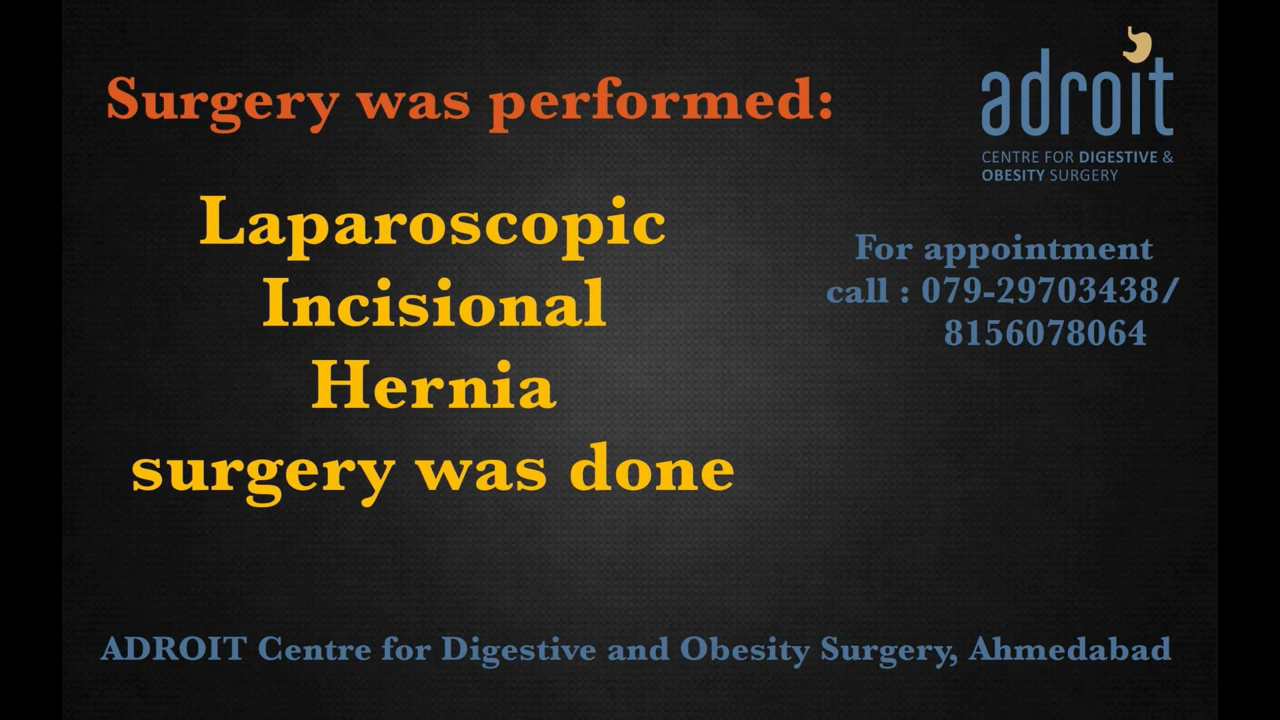 Surgery was performed:
Laparoscopic
Incisional
Hernia
surgery was done
adroit
CENTRE FOR DIGESTIVE &
OBESITY SURGERY
For appointment
call : 079-29703438/
8156078064
ADROIT Centre for Digestive and Obesity Surgery, Ahmedabad